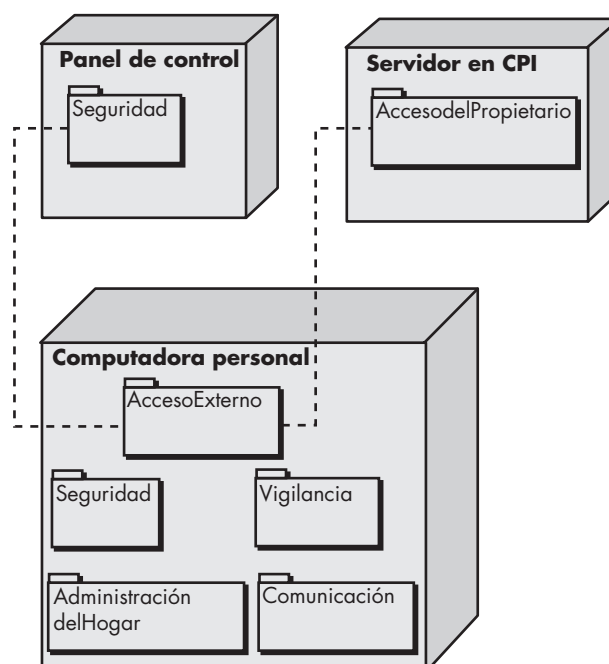 Panel de control
Seguridad
Servidor en CPI
AccesodelPropietario
Computadora personal
AccesoExterno
Seguridad
Vigilancia
Administración
delHogar
Comunicación